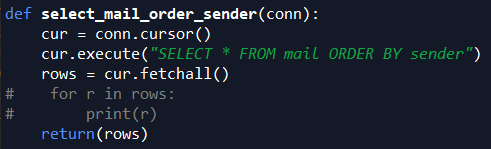 def select_mail_order_sender(conn):
    cur = conn.cursor()
    cur.execute("SELECT * FROM mail ORDER BY sender")
    rows = cur.fetchall()
#    for r in rows:
#        print(r)
    return(rows)